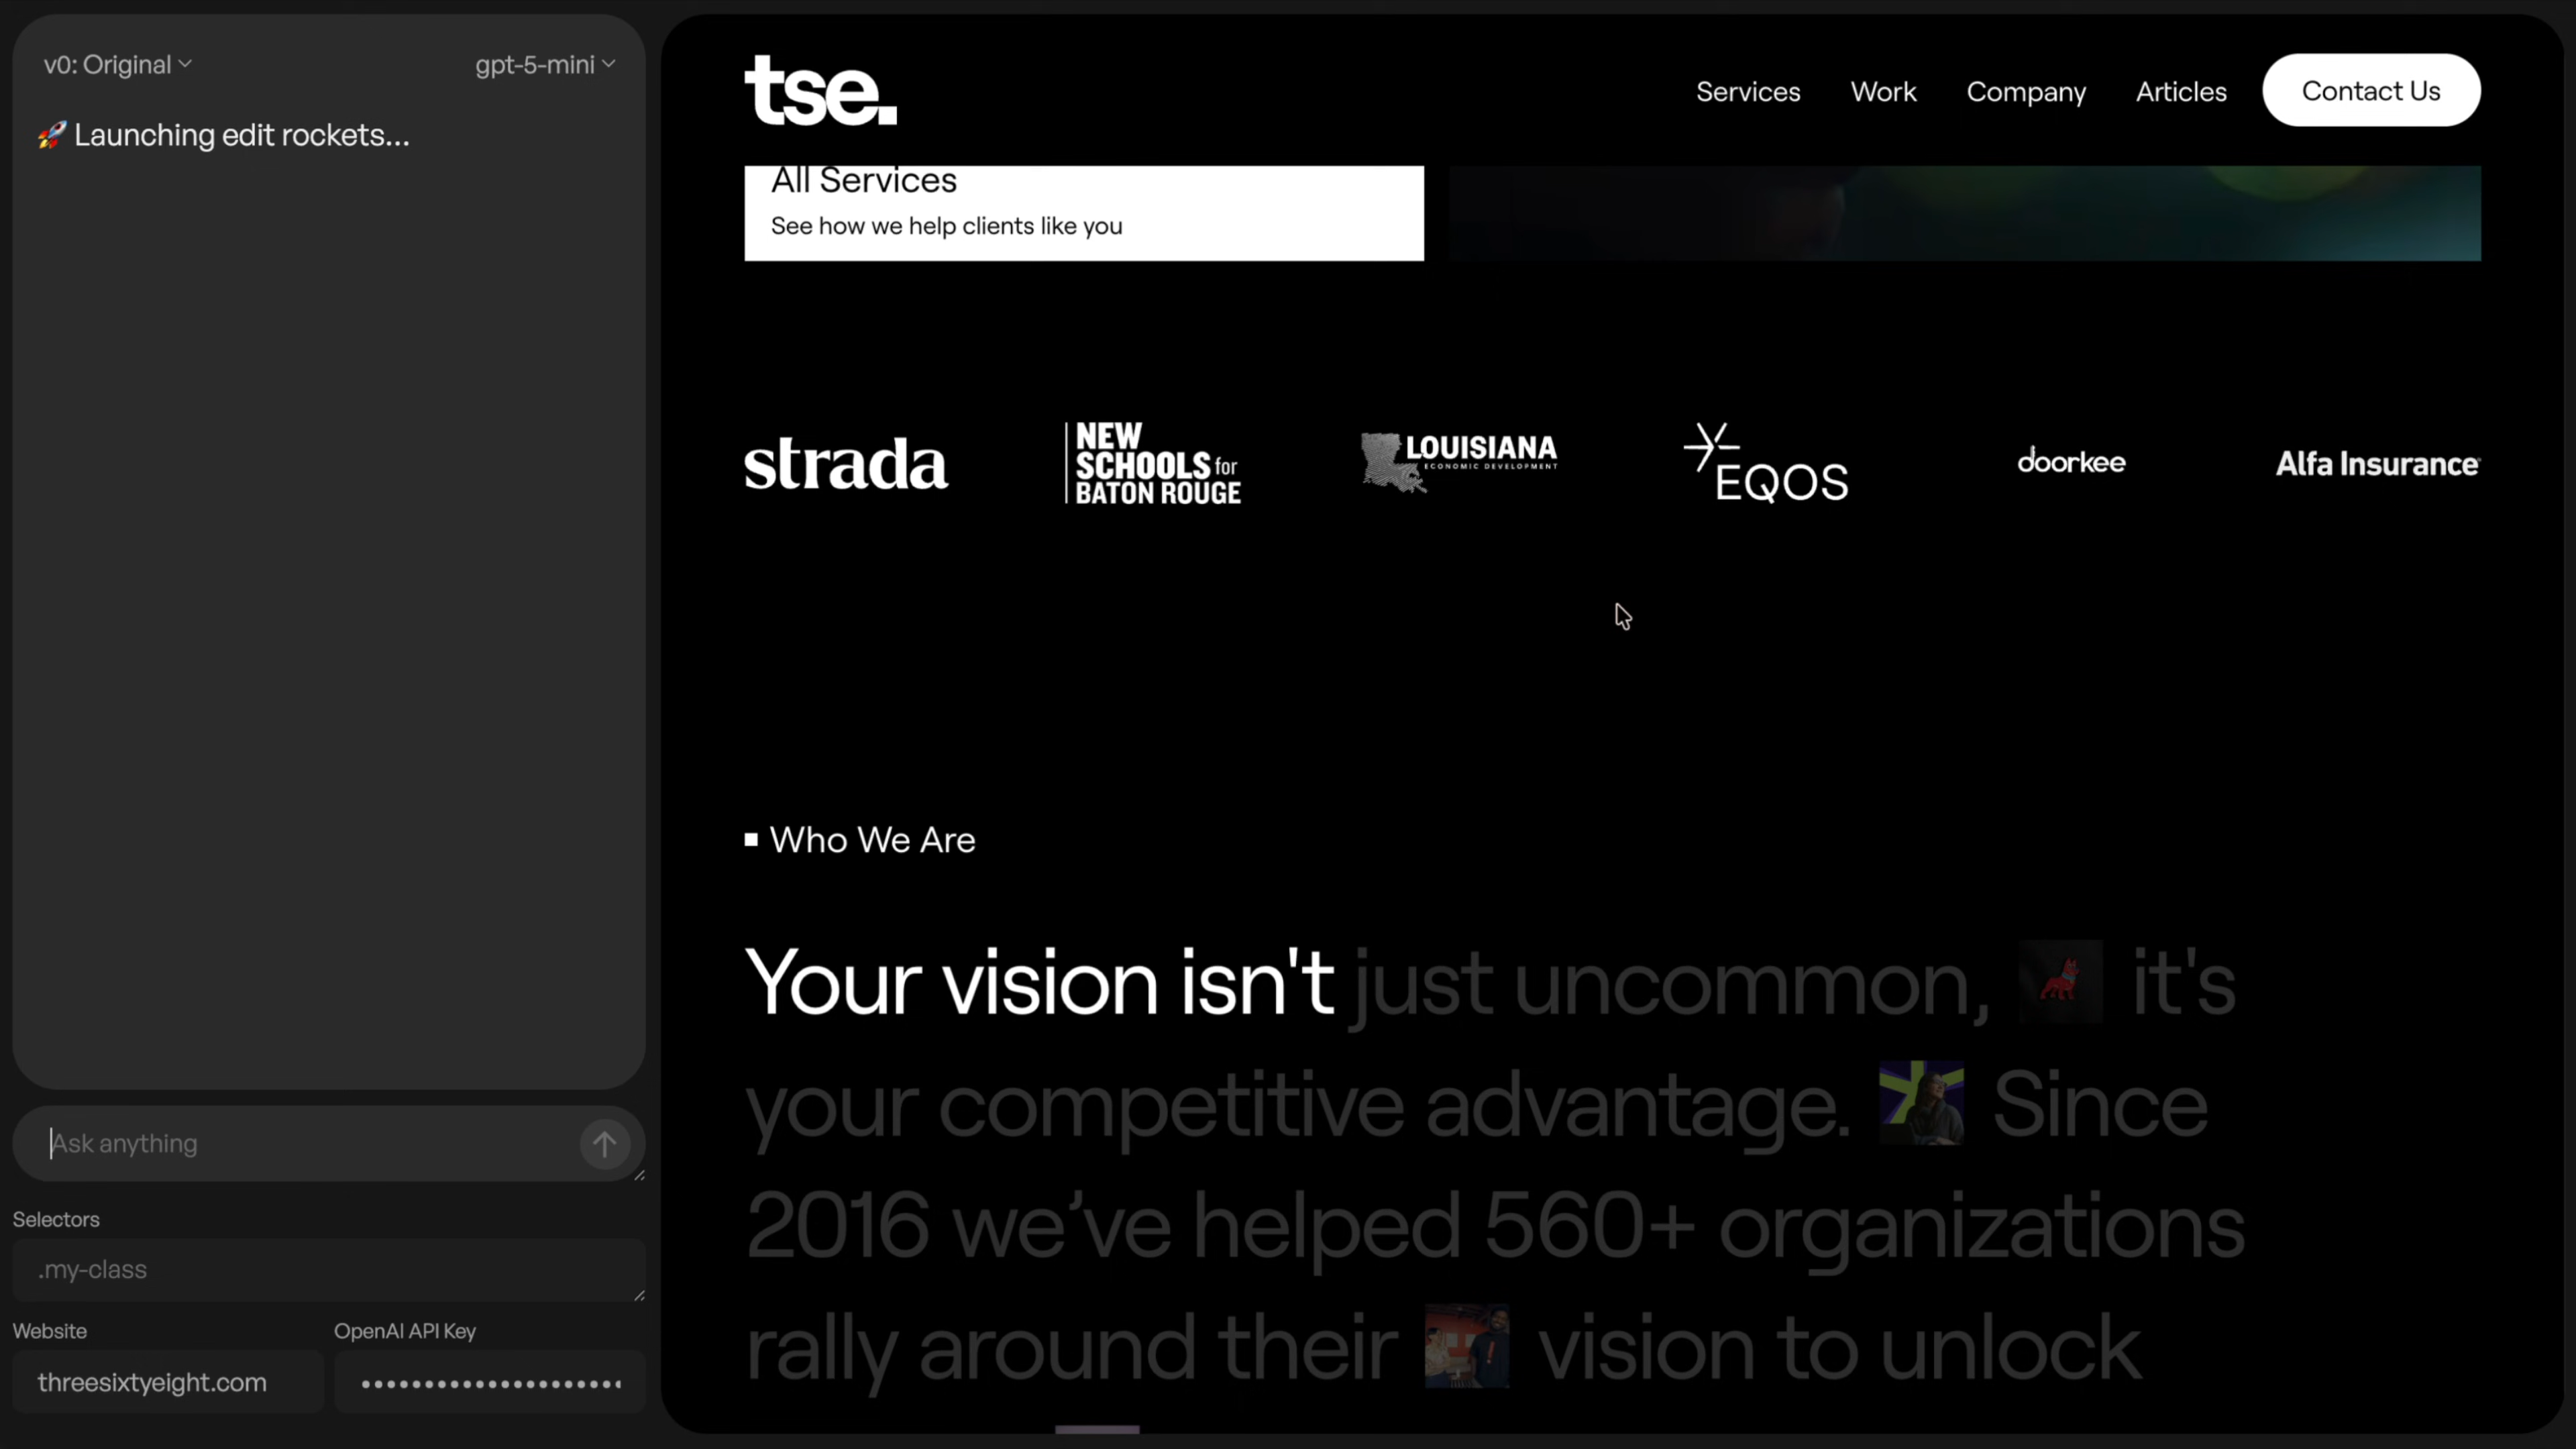 v0: Original
gpt-5-mini
🚀 Launching edit rockets...
Ask anything
Selectors
.my-class
Website
OpenAI API Key
threesixtyeight.com
tse.
Services
Work
Company
Articles
Contact Us
All Services
See how we help clients like you
strada
NEW
SCHOOLS for
BATON ROUGE
LOUISIANA
ECONOMIC DEVELOPMENT
EQOS
doorkee
Alfa Insurance
Who We Are
Your vision isn't just uncommon, it's
your competitive advantage. Since
2016 we’ve helped 560+ organizations
rally around their vision to unlock